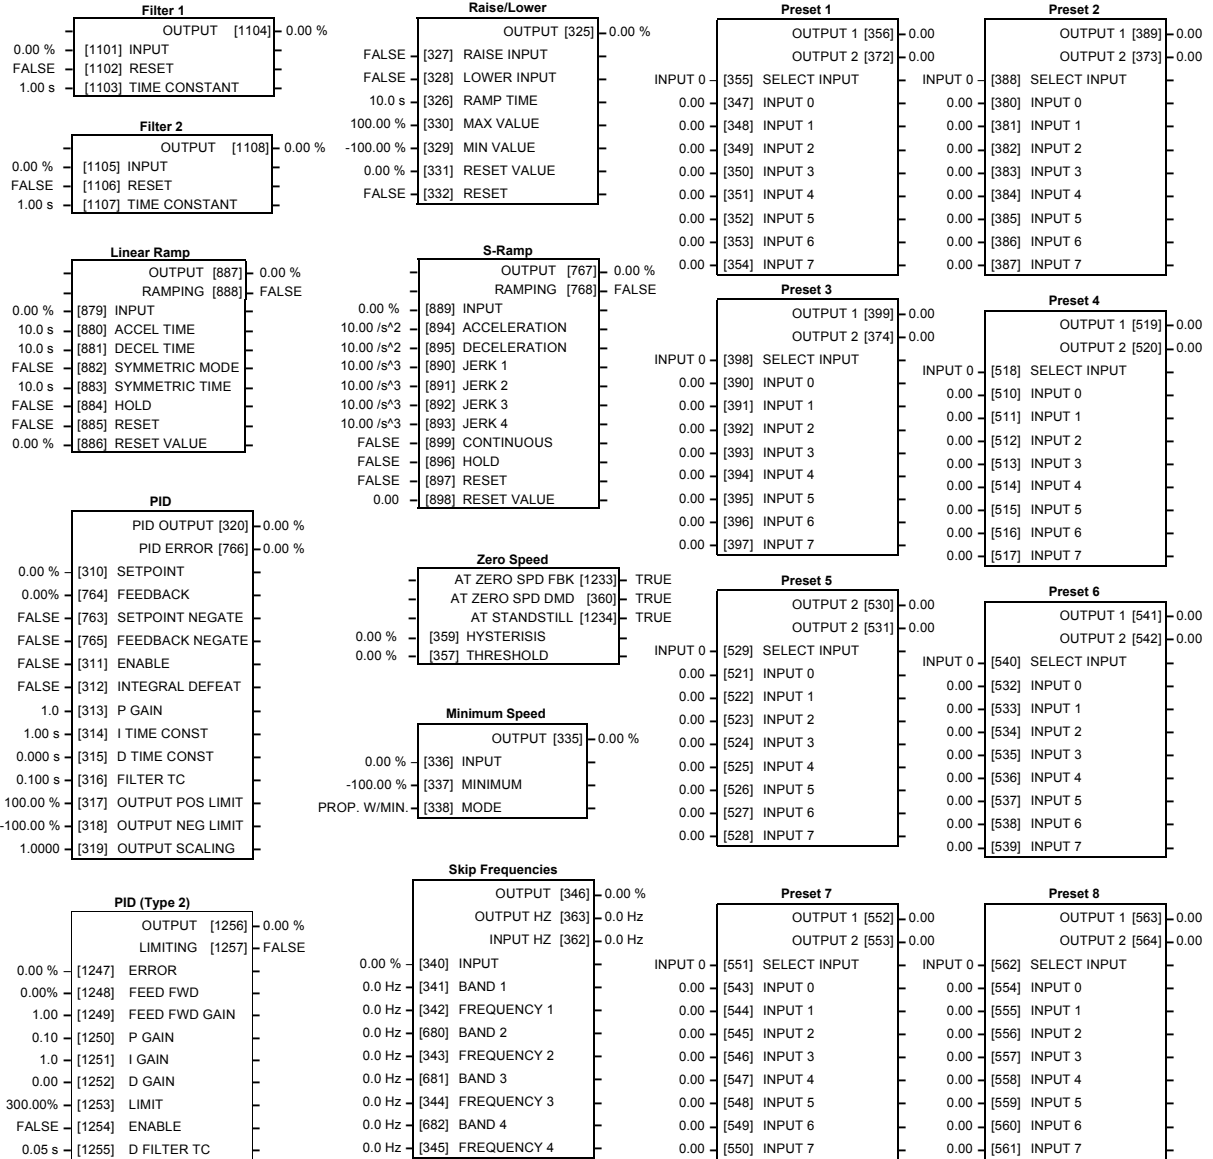 Filter 1
OUTPUT [1104] 0.00 %
0.00 % [1101] INPUT
FALSE [1102] RESET
1.00 s [1103] TIME CONSTANT
Filter 2
OUTPUT [1108] 0.00 %
0.00 % [1105] INPUT
FALSE [1106] RESET
1.00 s [1107] TIME CONSTANT
Linear Ramp
OUTPUT [887] 0.00 %
RAMPING [888] FALSE
0.00 % [879] INPUT
10.0 s [880] ACCEL TIME
10.0 s [881] DECEL TIME
FALSE [882] SYMMETRIC MODE
10.0 s [883] SYMMETRIC TIME
FALSE [884] HOLD
FALSE [885] RESET
0.00 % [886] RESET VALUE
PID
PID OUTPUT [320] 0.00 %
PID ERROR [766] 0.00 %
0.00 % [310] SETPOINT
0.00% [764] FEEDBACK
FALSE [763] SETPOINT NEGATE
FALSE [765] FEEDBACK NEGATE
FALSE [311] ENABLE
FALSE [312] INTEGRAL DEFEAT
1.0 [313] P GAIN
1.00 s [314] I TIME CONST
0.000 s [315] D TIME CONST
0.100 s [316] FILTER TC
100.00 % [317] OUTPUT POS LIMIT
-100.00 % [318] OUTPUT NEG LIMIT
1.0000 [319] OUTPUT SCALING
PID (Type 2)
OUTPUT [1256] 0.00 %
LIMITING [1257] FALSE
0.00 % [1247] ERROR
0.00% [1248] FEED FWD
1.00 [1249] FEED FWD GAIN
0.10 [1250] P GAIN
1.0 [1251] I GAIN
0.00 [1252] D GAIN
300.00% [1253] LIMIT
FALSE [1254] ENABLE
0.05 s [1255] D FILTER TC
Raise/Lower
OUTPUT [325] 0.00 %
FALSE [327] RAISE INPUT
FALSE [328] LOWER INPUT
10.0 s [326] RAMP TIME
100.00 % [330] MAX VALUE
-100.00 % [329] MIN VALUE
0.00 % [331] RESET VALUE
FALSE [332] RESET
S-Ramp
OUTPUT [767] 0.00 %
RAMPING [768] FALSE
0.00 % [889] INPUT
10.00 /s^2 [894] ACCELERATION
10.00 /s^2 [895] DECELERATION
10.00 /s^3 [890] JERK 1
10.00 /s^3 [891] JERK 2
10.00 /s^3 [892] JERK 3
10.00 /s^3 [893] JERK 4
FALSE [899] CONTINUOUS
FALSE [896] HOLD
FALSE [897] RESET
0.00 [898] RESET VALUE
Zero Speed
AT ZERO SPD FBK [1233] TRUE
AT ZERO SPD DMD [360] TRUE
AT STANDSTILL [1234] TRUE
0.00 % [359] HYSTERISIS
0.00 % [357] THRESHOLD
Minimum Speed
OUTPUT [335] 0.00 %
0.00 % [336] INPUT
-100.00 % [337] MINIMUM
PROP. W/MIN. [338] MODE
Skip Frequencies
OUTPUT [346] 0.00 %
OUTPUT HZ [363] 0.0 Hz
INPUT HZ [362] 0.0 Hz
0.00 % [340] INPUT
0.0 Hz [341] BAND 1
0.0 Hz [342] FREQUENCY 1
0.0 Hz [680] BAND 2
0.0 Hz [343] FREQUENCY 2
0.0 Hz [681] BAND 3
0.0 Hz [344] FREQUENCY 3
0.0 Hz [682] BAND 4
0.0 Hz [345] FREQUENCY 4
Preset 1
OUTPUT 1 [356] 0.00
OUTPUT 2 [372] 0.00
INPUT 0 [355] SELECT INPUT
0.00 [347] INPUT 0
0.00 [348] INPUT 1
0.00 [349] INPUT 2
0.00 [350] INPUT 3
0.00 [351] INPUT 4
0.00 [352] INPUT 5
0.00 [353] INPUT 6
0.00 [354] INPUT 7
Preset 3
OUTPUT 1 [399] 0.00
OUTPUT 2 [374] 0.00
INPUT 0 [398] SELECT INPUT
0.00 [390] INPUT 0
0.00 [391] INPUT 1
0.00 [392] INPUT 2
0.00 [393] INPUT 3
0.00 [394] INPUT 4
0.00 [395] INPUT 5
0.00 [396] INPUT 6
0.00 [397] INPUT 7
Preset 5
OUTPUT 2 [530] 0.00
OUTPUT 2 [531] 0.00
INPUT 0 [529] SELECT INPUT
0.00 [521] INPUT 0
0.00 [522] INPUT 1
0.00 [523] INPUT 2
0.00 [524] INPUT 3
0.00 [525] INPUT 4
0.00 [526] INPUT 5
0.00 [527] INPUT 6
0.00 [528] INPUT 7
Preset 7
OUTPUT 1 [552] 0.00
OUTPUT 2 [553] 0.00
INPUT 0 [551] SELECT INPUT
0.00 [543] INPUT 0
0.00 [544] INPUT 1
0.00 [545] INPUT 2
0.00 [546] INPUT 3
0.00 [547] INPUT 4
0.00 [548] INPUT 5
0.00 [549] INPUT 6
0.00 [550] INPUT 7
Preset 2
OUTPUT 1 [389] 0.00
OUTPUT 2 [373] 0.00
INPUT 0 [388] SELECT INPUT
0.00 [380] INPUT 0
0.00 [381] INPUT 1
0.00 [382] INPUT 2
0.00 [383] INPUT 3
0.00 [384] INPUT 4
0.00 [385] INPUT 5
0.00 [386] INPUT 6
0.00 [387] INPUT 7
Preset 4
OUTPUT 1 [519] 0.00
OUTPUT 2 [520] 0.00
INPUT 0 [518] SELECT INPUT
0.00 [510] INPUT 0
0.00 [511] INPUT 1
0.00 [512] INPUT 2
0.00 [513] INPUT 3
0.00 [514] INPUT 4
0.00 [515] INPUT 5
0.00 [516] INPUT 6
0.00 [517] INPUT 7
Preset 6
OUTPUT 1 [541] 0.00
OUTPUT 2 [542] 0.00
INPUT 0 [540] SELECT INPUT
0.00 [532] INPUT 0
0.00 [533] INPUT 1
0.00 [534] INPUT 2
0.00 [535] INPUT 3
0.00 [536] INPUT 4
0.00 [537] INPUT 5
0.00 [538] INPUT 6
0.00 [539] INPUT 7
Preset 8
OUTPUT 1 [563] 0.00
OUTPUT 2 [564] 0.00
INPUT 0 [562] SELECT INPUT
0.00 [554] INPUT 0
0.00 [555] INPUT 1
0.00 [556] INPUT 2
0.00 [557] INPUT 3
0.00 [558] INPUT 4
0.00 [559] INPUT 5
0.00 [560] INPUT 6
0.00 [561] INPUT 7